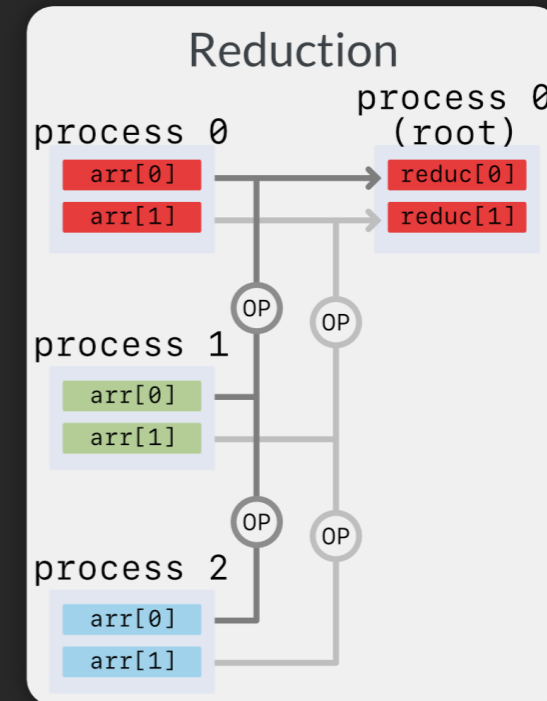 Reduction
process 0
(root)
process 0
arr[0]
arr[1]
reduc[0]
reduc[1]
OP
OP
process 1
arr[0]
arr[1]
OP
OP
process 2
arr[0]
arr[1]